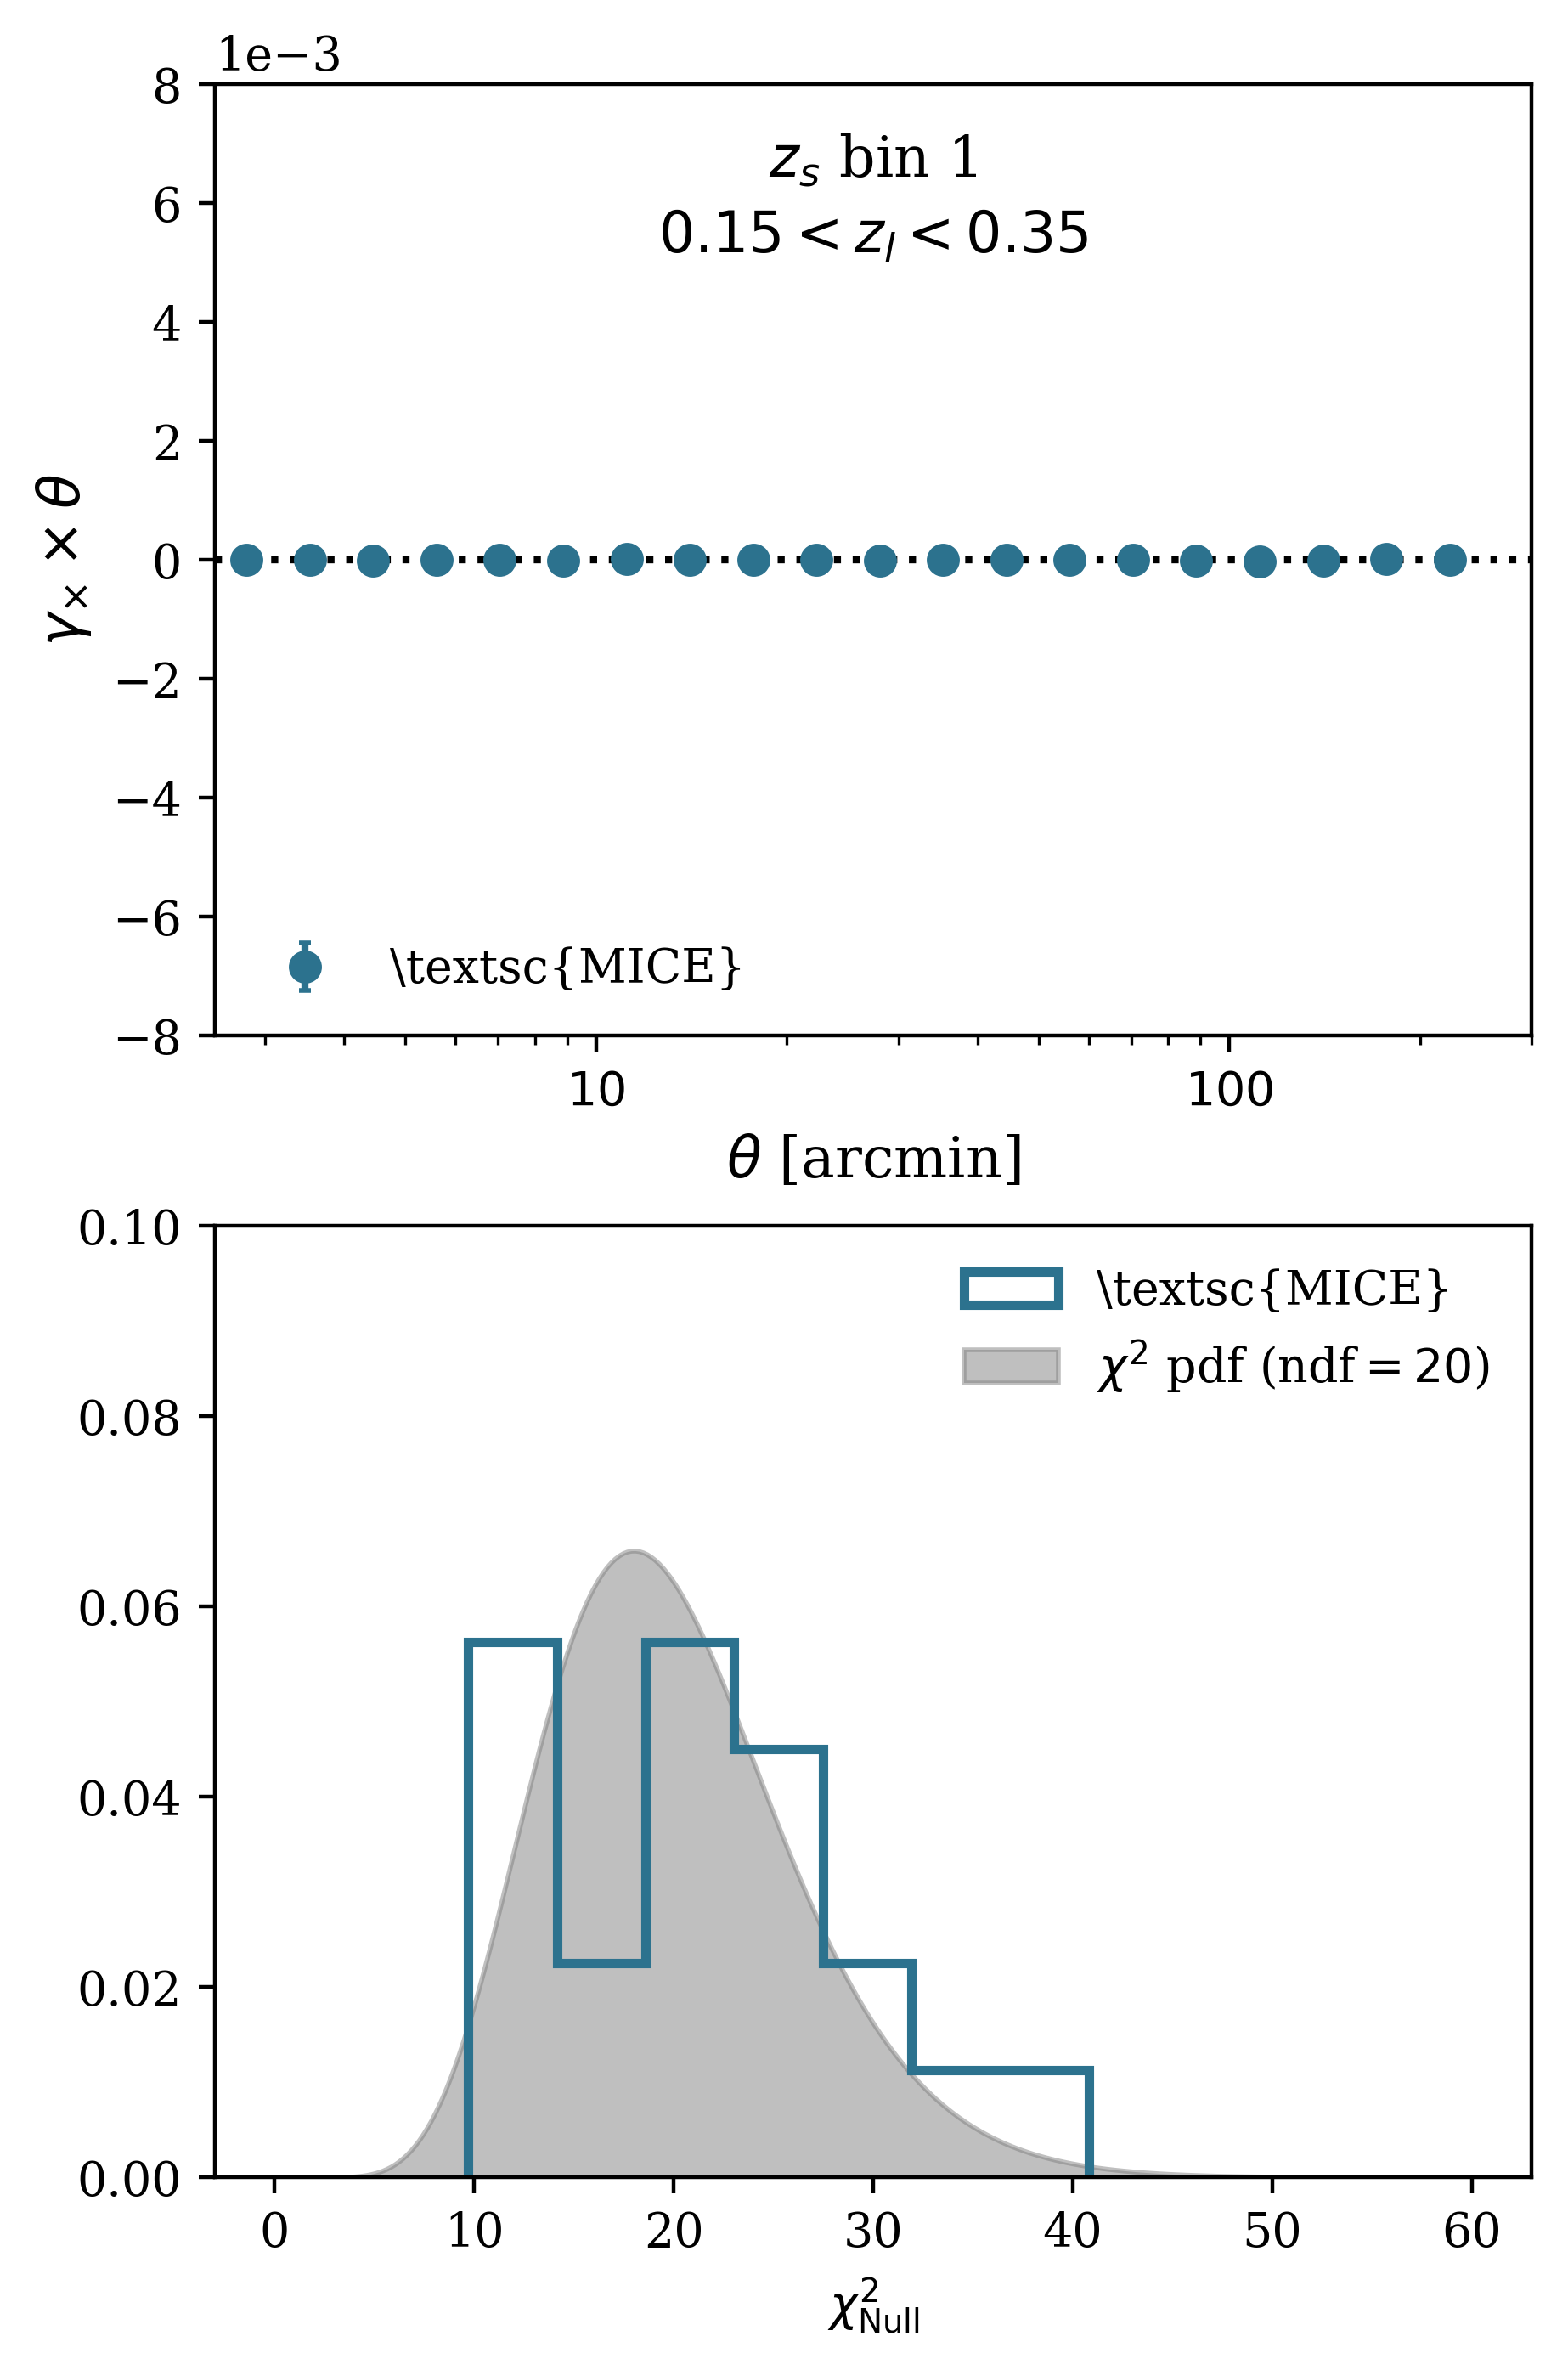 1e−3
8
6
4
2
0
−2
−4
−6
−8
γ× × θ
z_s bin 1
0.15 < z_l < 0.35
\textsc{MICE}
10 100
θ [arcmin]
0.10
0.08
0.06
0.04
0.02
0.00
\textsc{MICE}
χ² pdf (ndf = 20)
0 10 20 30 40 50 60
χ²_Null